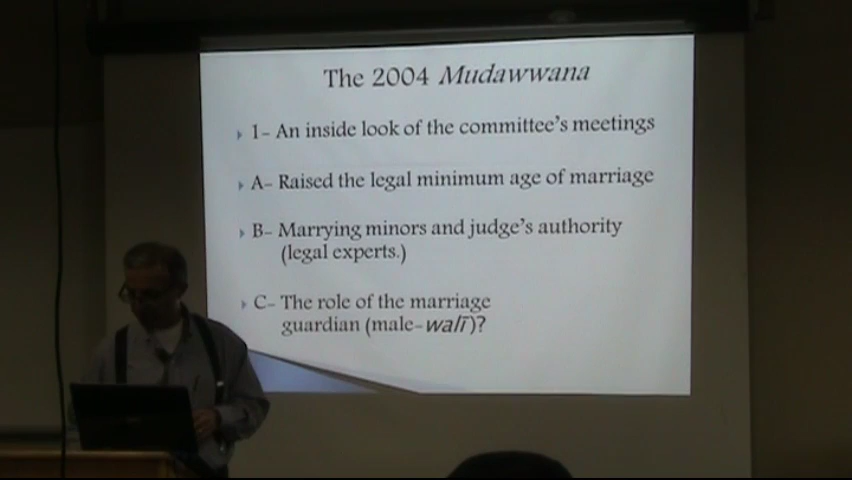 The 2004 Mudawwana
1- An inside look of the committee's meetings
A- Raised the legal minimum age of marriage
B- Marrying minors and judge's authority
(legal experts.)
C- The role of the marriage
guardian (male-walī)?